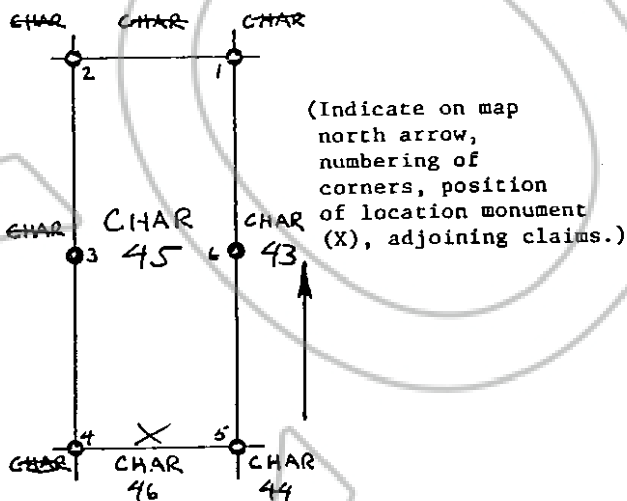 CHAR CHAR CHAR
2 1
(Indicate on map
north arrow,
numbering of
corners, position
of location monument
(X), adjoining claims.)
CHAR CHAR CHAR
3 45 6 43
4 X 5
CHAR CHAR CHAR
46 44